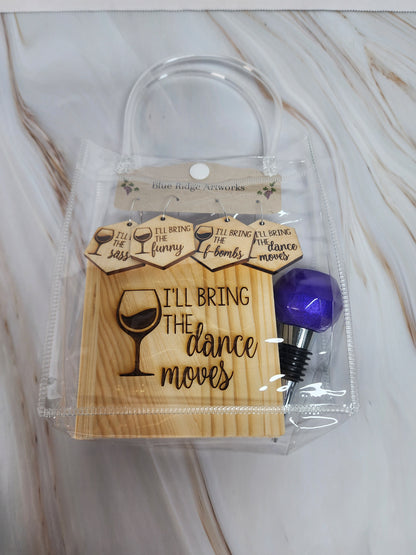 Blue Ridge Artworks
I'LL
THE
sass
I'LL BRING
THE
funny
I'LL BRING
THE
f-bombs
I'LL BRING
THE
dance
moves
I'LL BRING
THE
dance
moves